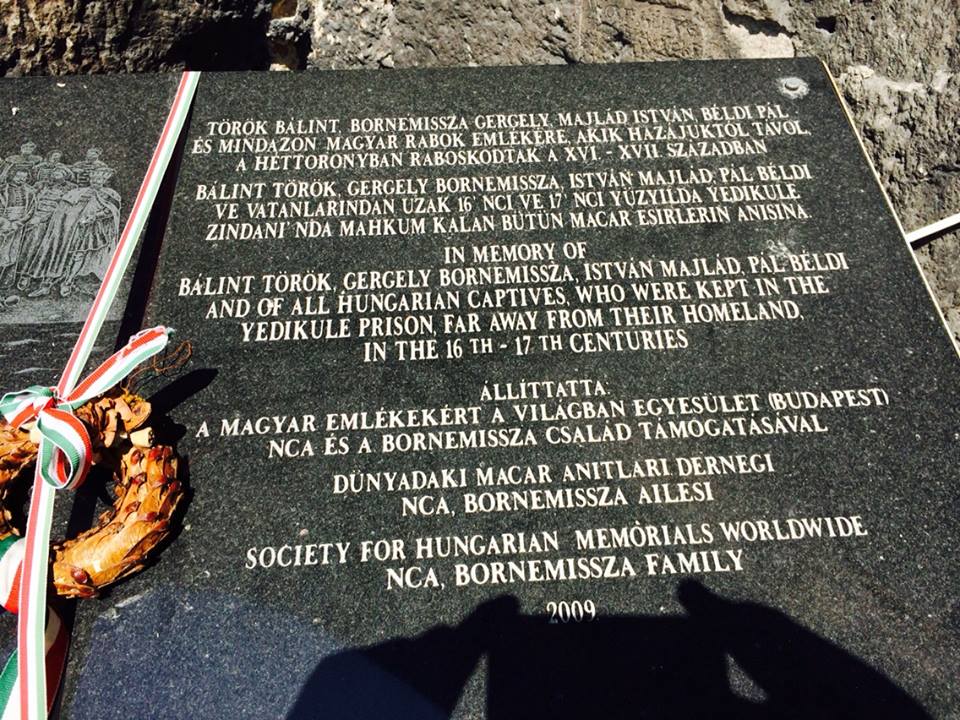 TÖRÖK BÁLINT, BORNEMISSZA GERGELY, MAJLÁD ISTVÁN, BÉLDI PÁL
ÉS MINDAZON MAGYAR RABOK EMLÉKÉRE, AKIK HAZÁJUKTÓL TÁVOL,
A HÉTTORONYBAN RABOSKODTAK A XVI. - XVII. SZÁZADBAN
BÁLINT TÖRÖK, GERGELY BORNEMISSZA, ISTVÁN MAJLÁD, PÁL BÉLDI
VE VATANLARINDAN UZAK 16' NCI VE 17' NCI YÜZYILDA YEDIKULE
ZINDANI' NDA MAHKUM KALAN BÜTÜN MACAR ESIRLERIN ANISINA.
IN MEMORY OF
BÁLINT TÖRÖK, GERGELY BORNEMISSZA, ISTVÁN MAJLÁD, PÁL BÉLDI
AND OF ALL HUNGARIAN CAPTIVES, WHO WERE KEPT IN THE
YEDIKULE PRISON, FAR AWAY FROM THEIR HOMELAND,
IN THE 16 TH - 17 TH CENTURIES
ÁLLÍTTATTA:
A MAGYAR EMLÉKEKÉRT A VILÁGBAN EGYESÜLET (BUDAPEST)
NCA ÉS A BORNEMISSZA CSALÁD TÁMOGATÁSÁVAL
DÜNYADAKI MACAR ANITLARI DERNEGI
NCA, BORNEMISSZA AILESI
SOCIETY FOR HUNGARIAN MEMÓRIALS WORLDWIDE
NCA, BORNEMISSZA FAMILY
2009